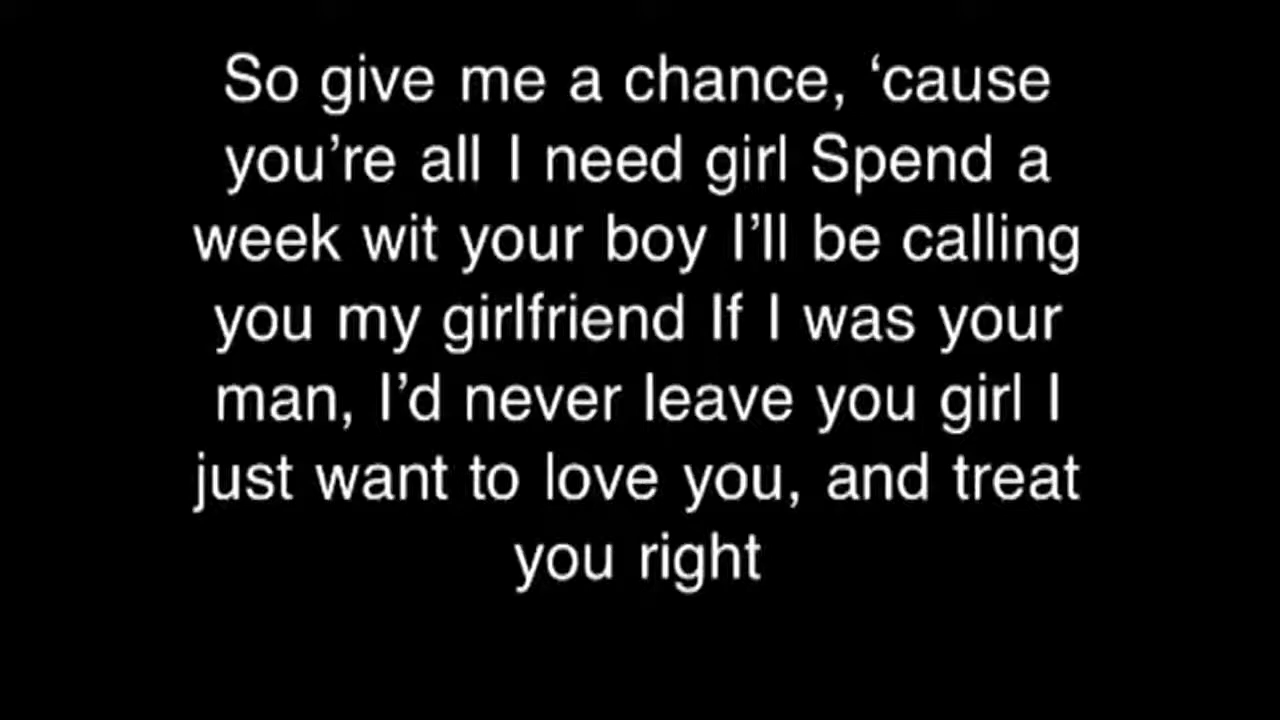 So give me a chance, ‘cause
you’re all I need girl Spend a
week wit your boy I’ll be calling
you my girlfriend If I was your
man, I’d never leave you girl I
just want to love you, and treat
you right